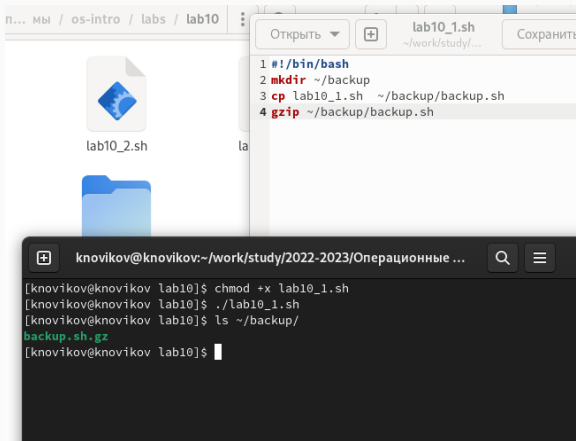 п... мы / os-intro / labs / lab10
lab10_2.sh
la
Открыть
lab10_1.sh
~/work/study/...
Сохранить
1 #!/bin/bash
2 mkdir ~/backup
3 cp lab10_1.sh  ~/backup/backup.sh
4 gzip ~/backup/backup.sh
knovikov@knovikov:~/work/study/2022-2023/Операционные ...
[knovikov@knovikov lab10]$ chmod +x lab10_1.sh
[knovikov@knovikov lab10]$ ./lab10_1.sh
[knovikov@knovikov lab10]$ ls ~/backup/
backup.sh.gz
[knovikov@knovikov lab10]$